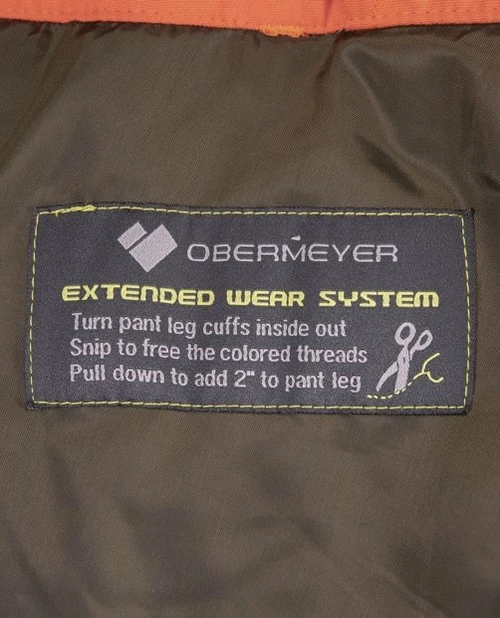 OBERMEYER
EXTENDED WEAR SYSTEM
Turn pant leg cuffs inside out
Snip to free the colored threads
Pull down to add 2" to pant leg